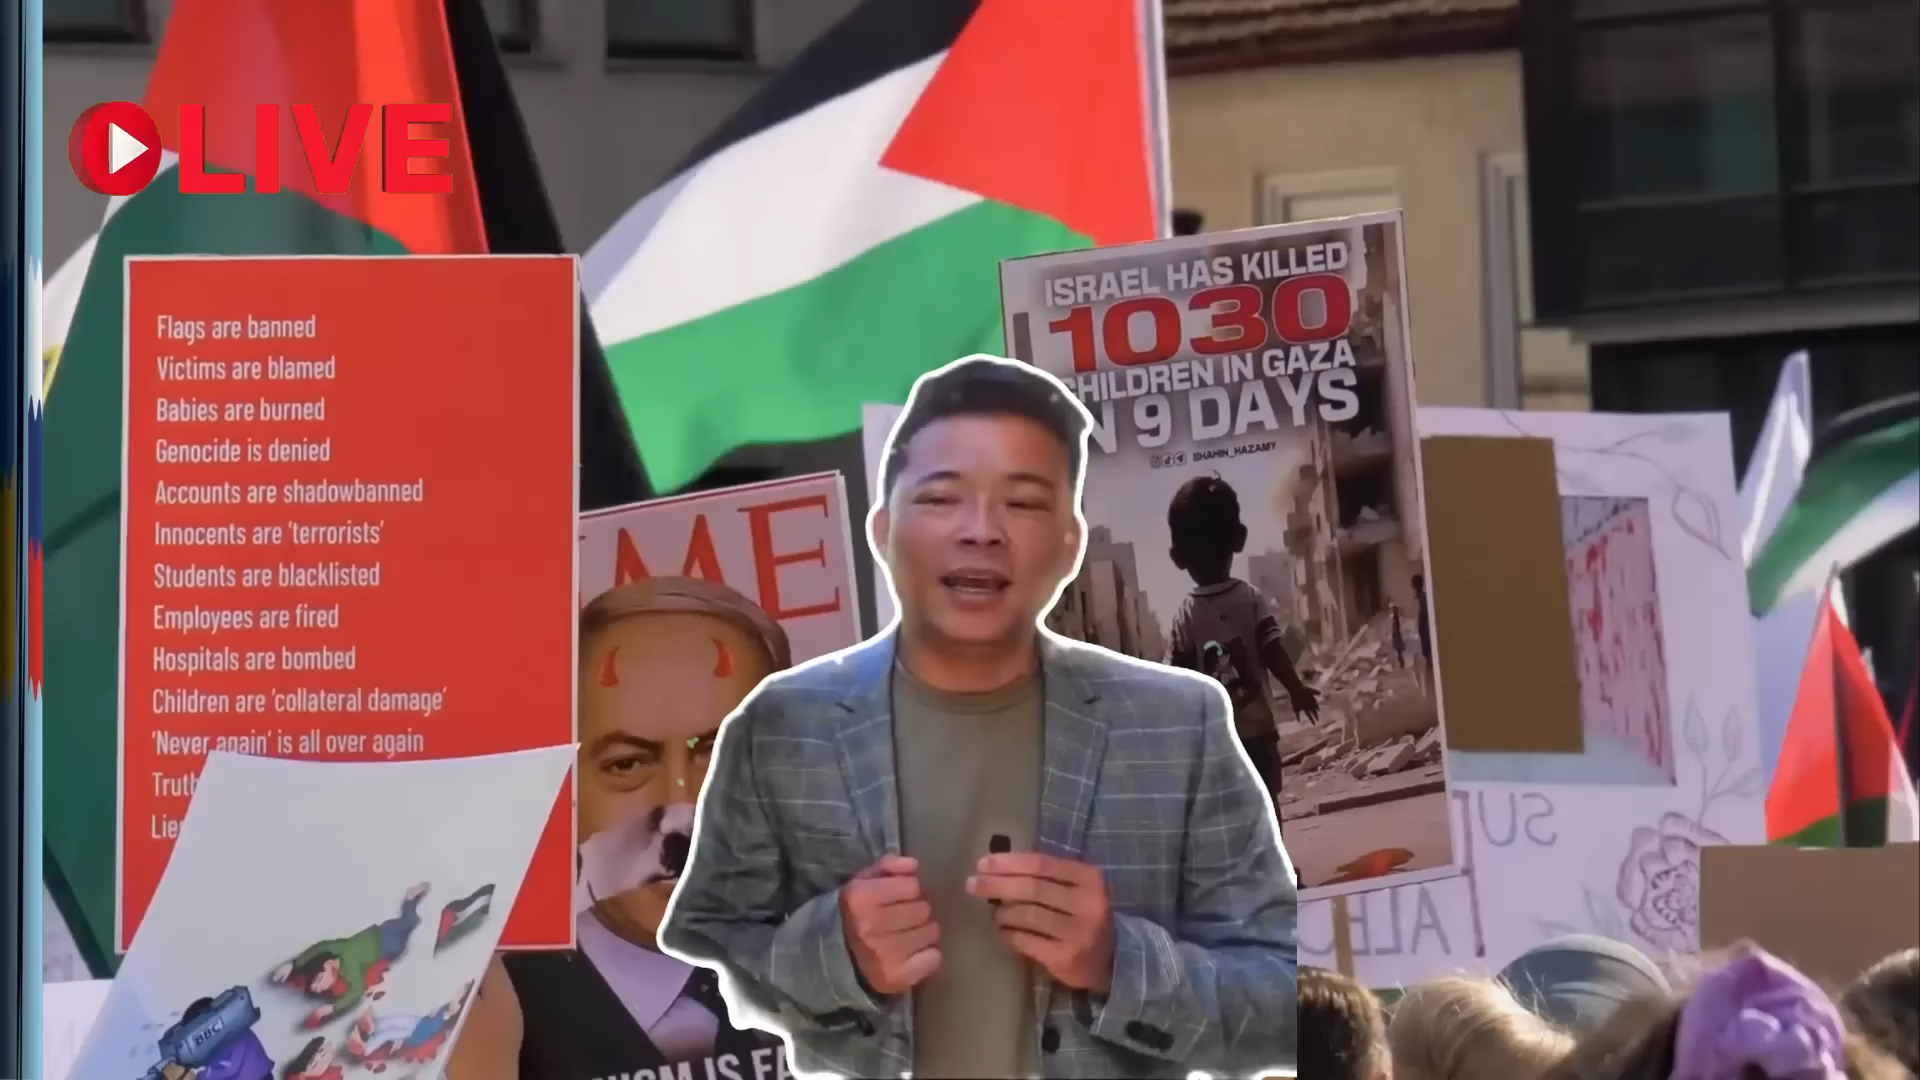 LIVE
Flags are banned
Victims are blamed
Babies are burned
Genocide is denied
Accounts are shadowbanned
Innocents are ‘terrorists’
Students are blacklisted
Employees are fired
Hospitals are bombed
Children are ‘collateral damage’
‘Never again’ is all over again
ME
ISRAEL HAS KILLED
1030
CHILDREN IN GAZA
IN 9 DAYS
SHAHIN_HAZAMY
BBC
IS